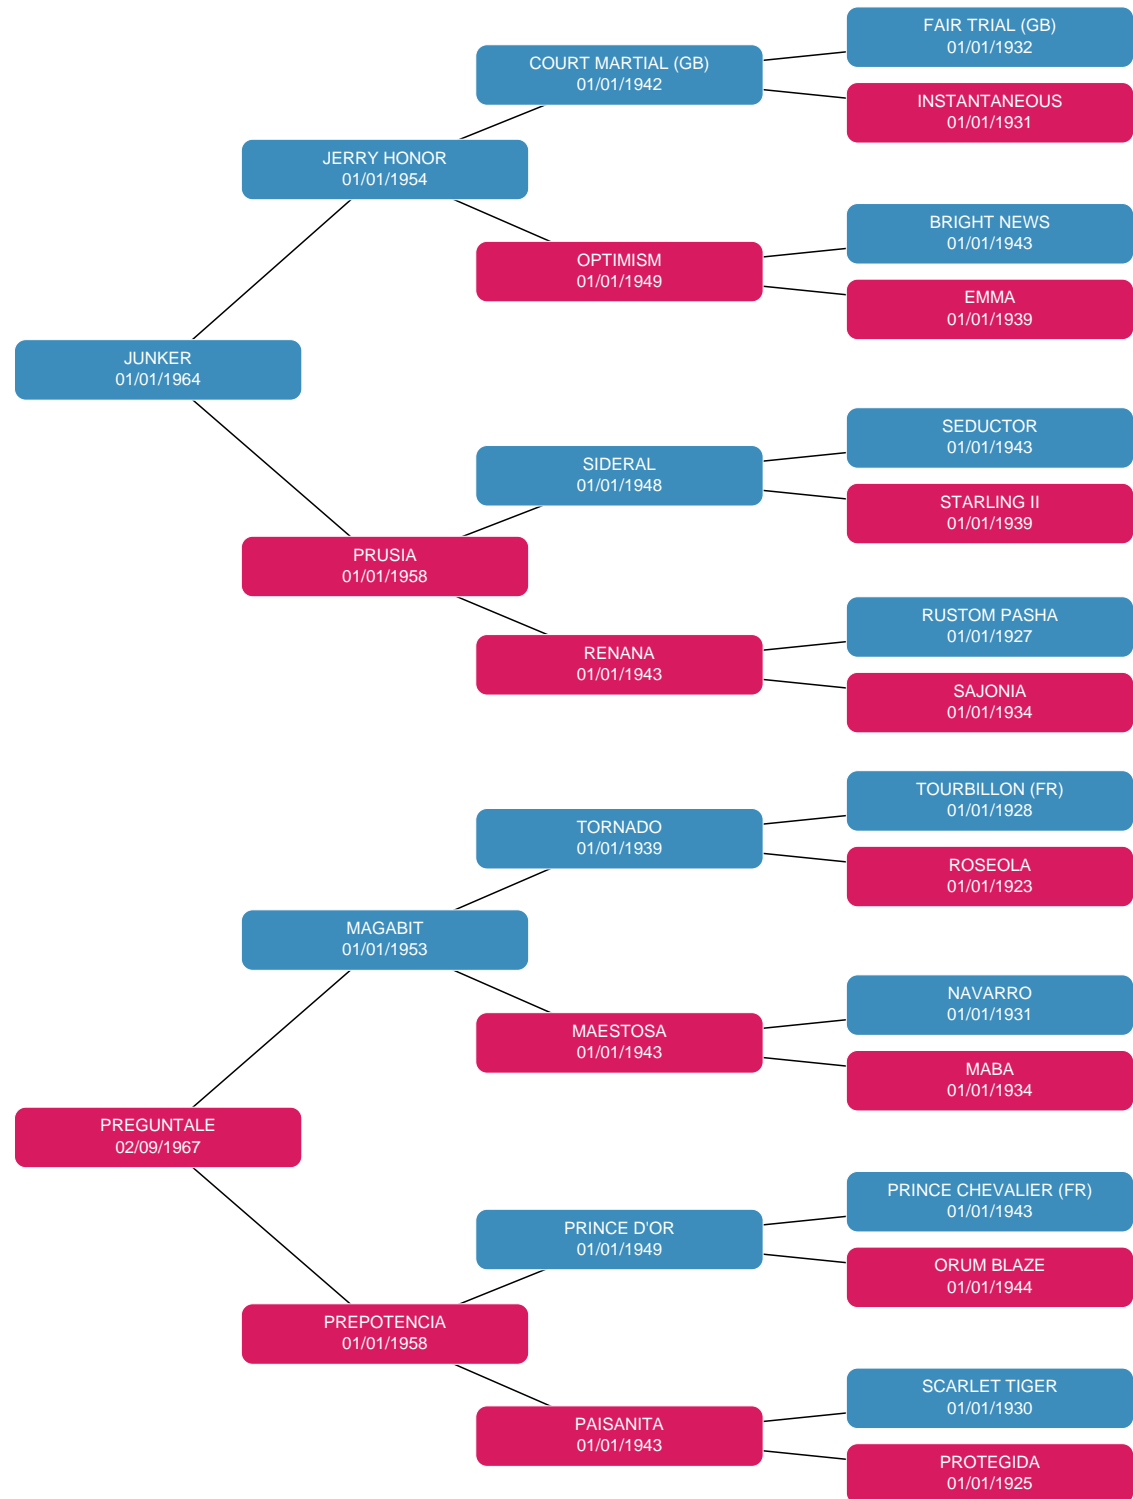 FAIR TRIAL (GB)
01/01/1932
COURT MARTIAL (GB)
01/01/1942
INSTANTANEOUS
01/01/1931
JERRY HONOR
01/01/1954
BRIGHT NEWS
01/01/1943
OPTIMISM
01/01/1949
EMMA
01/01/1939
JUNKER
01/01/1964
SEDUCTOR
01/01/1943
SIDERAL
01/01/1948
STARLING II
01/01/1939
PRUSIA
01/01/1958
RUSTOM PASHA
01/01/1927
RENANA
01/01/1943
SAJONIA
01/01/1934
TOURBILLON (FR)
01/01/1928
TORNADO
01/01/1939
ROSEOLA
01/01/1923
MAGABIT
01/01/1953
NAVARRO
01/01/1931
MAESTOSA
01/01/1943
MABA
01/01/1934
PREGUNTALE
02/09/1967
PRINCE CHEVALIER (FR)
01/01/1943
PRINCE D'OR
01/01/1949
ORUM BLAZE
01/01/1944
PREPOTENCIA
01/01/1958
SCARLET TIGER
01/01/1930
PAISANITA
01/01/1943
PROTEGIDA
01/01/1925